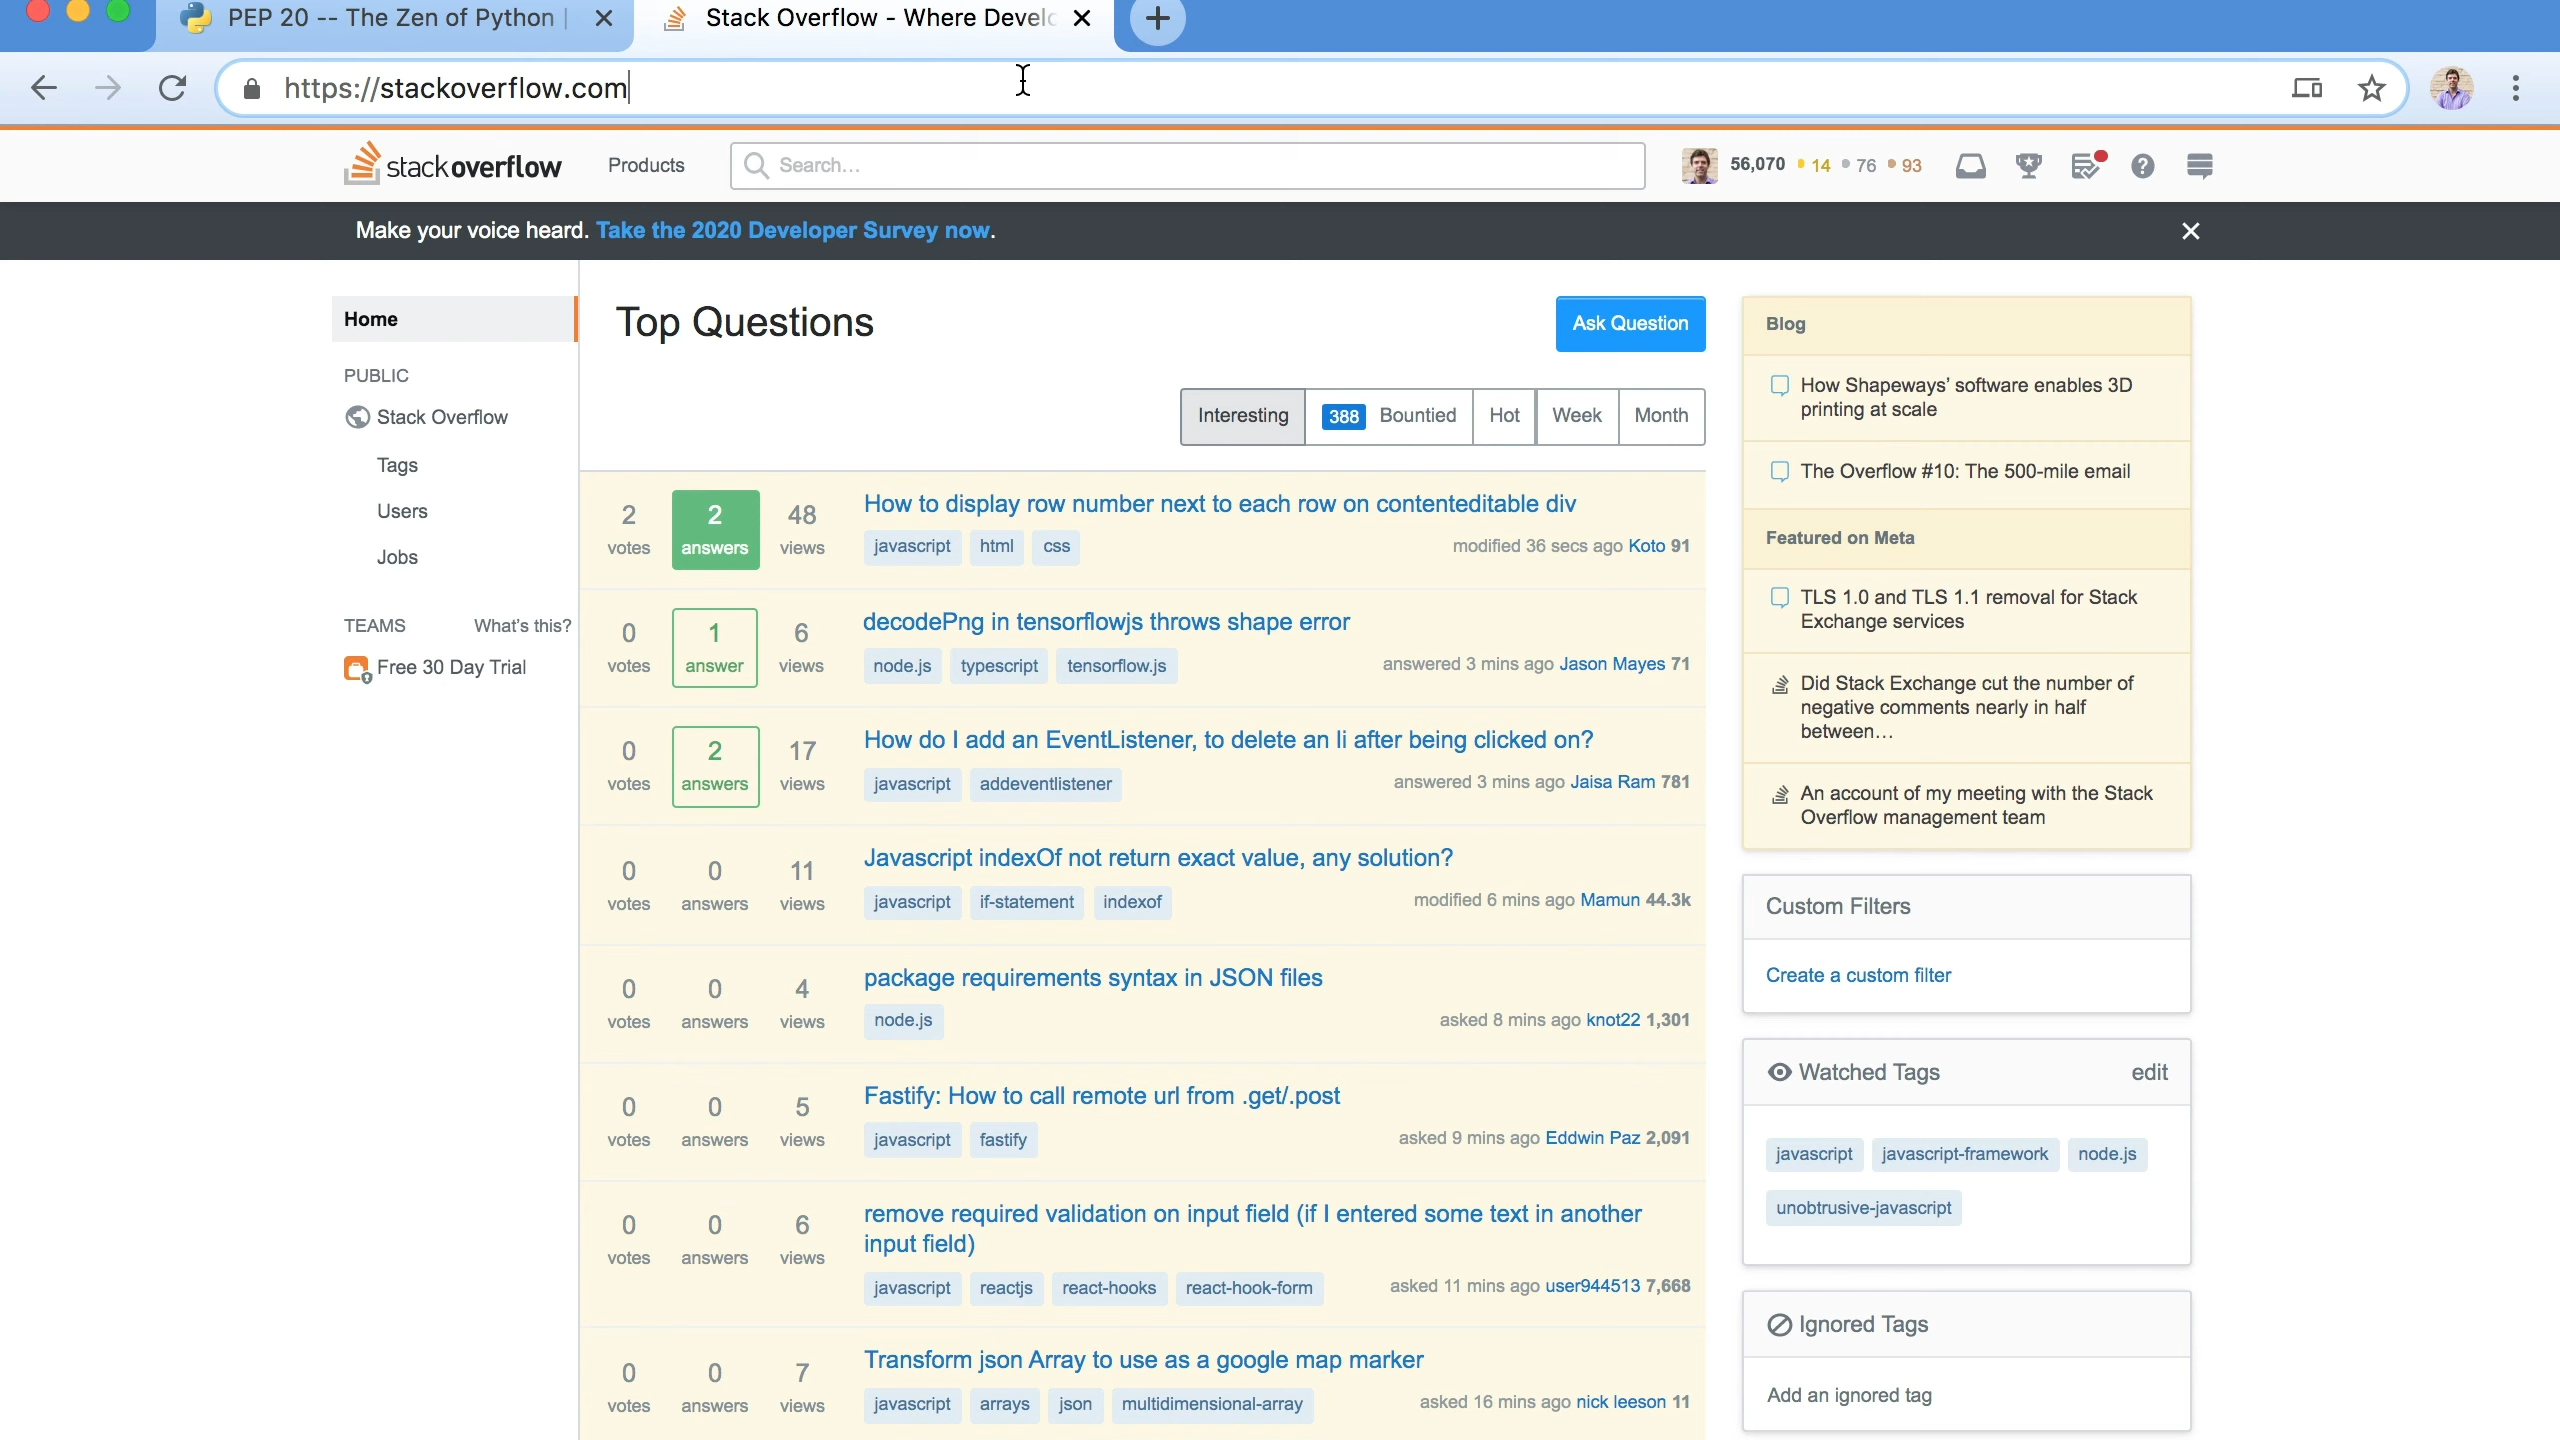 PEP 20 -- The Zen of Python |
Stack Overflow - Where Develo
https://stackoverflow.com
stackoverflow Products Search... 56,070 14 76 93
Make your voice heard. Take the 2020 Developer Survey now.
Home
PUBLIC
Stack Overflow
Tags
Users
Jobs
TEAMS What's this?
Free 30 Day Trial
Top Questions Ask Question
Interesting 388 Bountied Hot Week Month
2 2 48 How to display row number next to each row on contenteditable div
votes answers views javascript html css modified 36 secs ago Koto 91
0 1 6 decodePng in tensorflowjs throws shape error
votes answer views node.js typescript tensorflow.js answered 3 mins ago Jason Mayes 71
0 2 17 How do I add an EventListener, to delete an li after being clicked on?
votes answers views javascript addeventlistener answered 3 mins ago Jaisa Ram 781
0 0 11 Javascript indexOf not return exact value, any solution?
votes answers views javascript if-statement indexof modified 6 mins ago Mamun 44.3k
0 0 4 package requirements syntax in JSON files
votes answers views node.js asked 8 mins ago knot22 1,301
0 0 5 Fastify: How to call remote url from .get/.post
votes answers views javascript fastify asked 9 mins ago Eddwin Paz 2,091
0 0 6 remove required validation on input field (if I entered some text in another
input field)
votes answers views javascript reactjs react-hooks react-hook-form asked 11 mins ago user944513 7,668
0 0 7 Transform json Array to use as a google map marker
votes answers views javascript arrays json multidimensional-array asked 16 mins ago nick leeson 11
Blog
How Shapeways' software enables 3D
printing at scale
The Overflow #10: The 500-mile email
Featured on Meta
TLS 1.0 and TLS 1.1 removal for Stack
Exchange services
Did Stack Exchange cut the number of
negative comments nearly in half
between...
An account of my meeting with the Stack
Overflow management team
Custom Filters
Create a custom filter
Watched Tags edit
javascript javascript-framework node.js
unobtrusive-javascript
Ignored Tags
Add an ignored tag